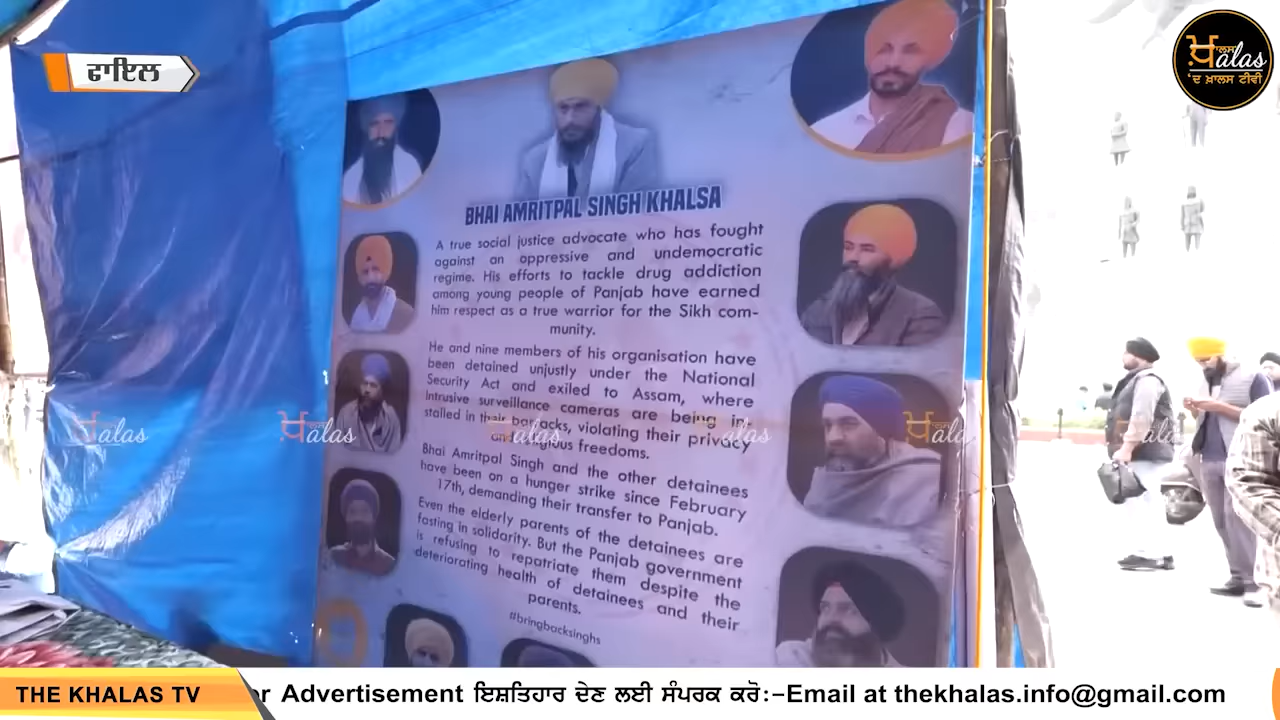 ਫਾਇਲ
ਖ਼ਾਲਸ
Khalas
'ਦ ਖ਼ਾਲਸ ਟੀਵੀ
BHAI AMRITPAL SINGH KHALSA
A true social justice advocate who has fought
against an oppressive and undemocratic
regime. His efforts to tackle drug addiction
among young people of Panjab have earned
him respect as a true warrior for the Sikh com-
munity.
He and nine members of his organisation have
been detained unjustly under the National
Security Act and exiled to Assam, where
intrusive surveillance cameras are being in-
stalled in their barracks, violating their privacy
and religious freedoms.
Bhai Amritpal Singh and the other detainees
have been on a hunger strike since February
17th, demanding their transfer to Panjab.
Even the elderly parents of the detainees are
fasting in solidarity. But the Panjab government
is refusing to repatriate them despite the
deteriorating health of detainees and their
parents.
#bringbacksinghs
THE KHALAS TV
or Advertisement ਇਸ਼ਤਿਹਾਰ ਦੇਣ ਲਈ ਸੰਪਰਕ ਕਰੋ:-Email at thekhalas.info@gmail.com